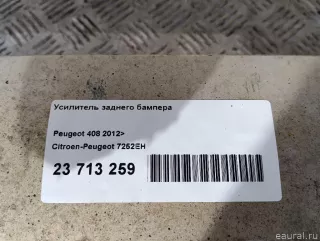 Усилитель заднего бампера
Peugeot 408 2012>
Citroen-Peugeot 7252EH
23 713 259
eaural.ru©